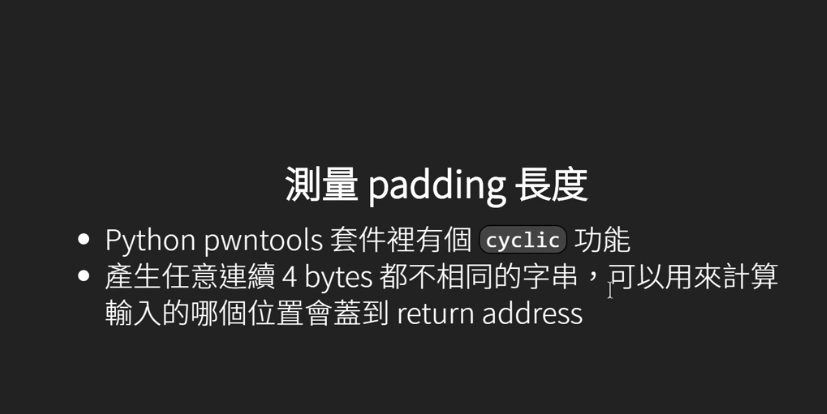 測量 padding 長度
Python pwntools 套件裡有個 cyclic 功能
產生任意連續 4 bytes 都不相同的字串，可以用來計算
輸入的哪個位置會蓋到 return address